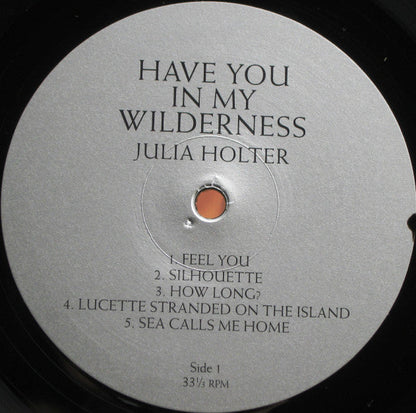 HAVE YOU
IN MY
WILDERNESS
JULIA HOLTER
1. FEEL YOU
2. SILHOUETTE
3. HOW LONG?
4. LUCETTE STRANDED ON THE ISLAND
5. SEA CALLS ME HOME
Side 1
33⅓ RPM